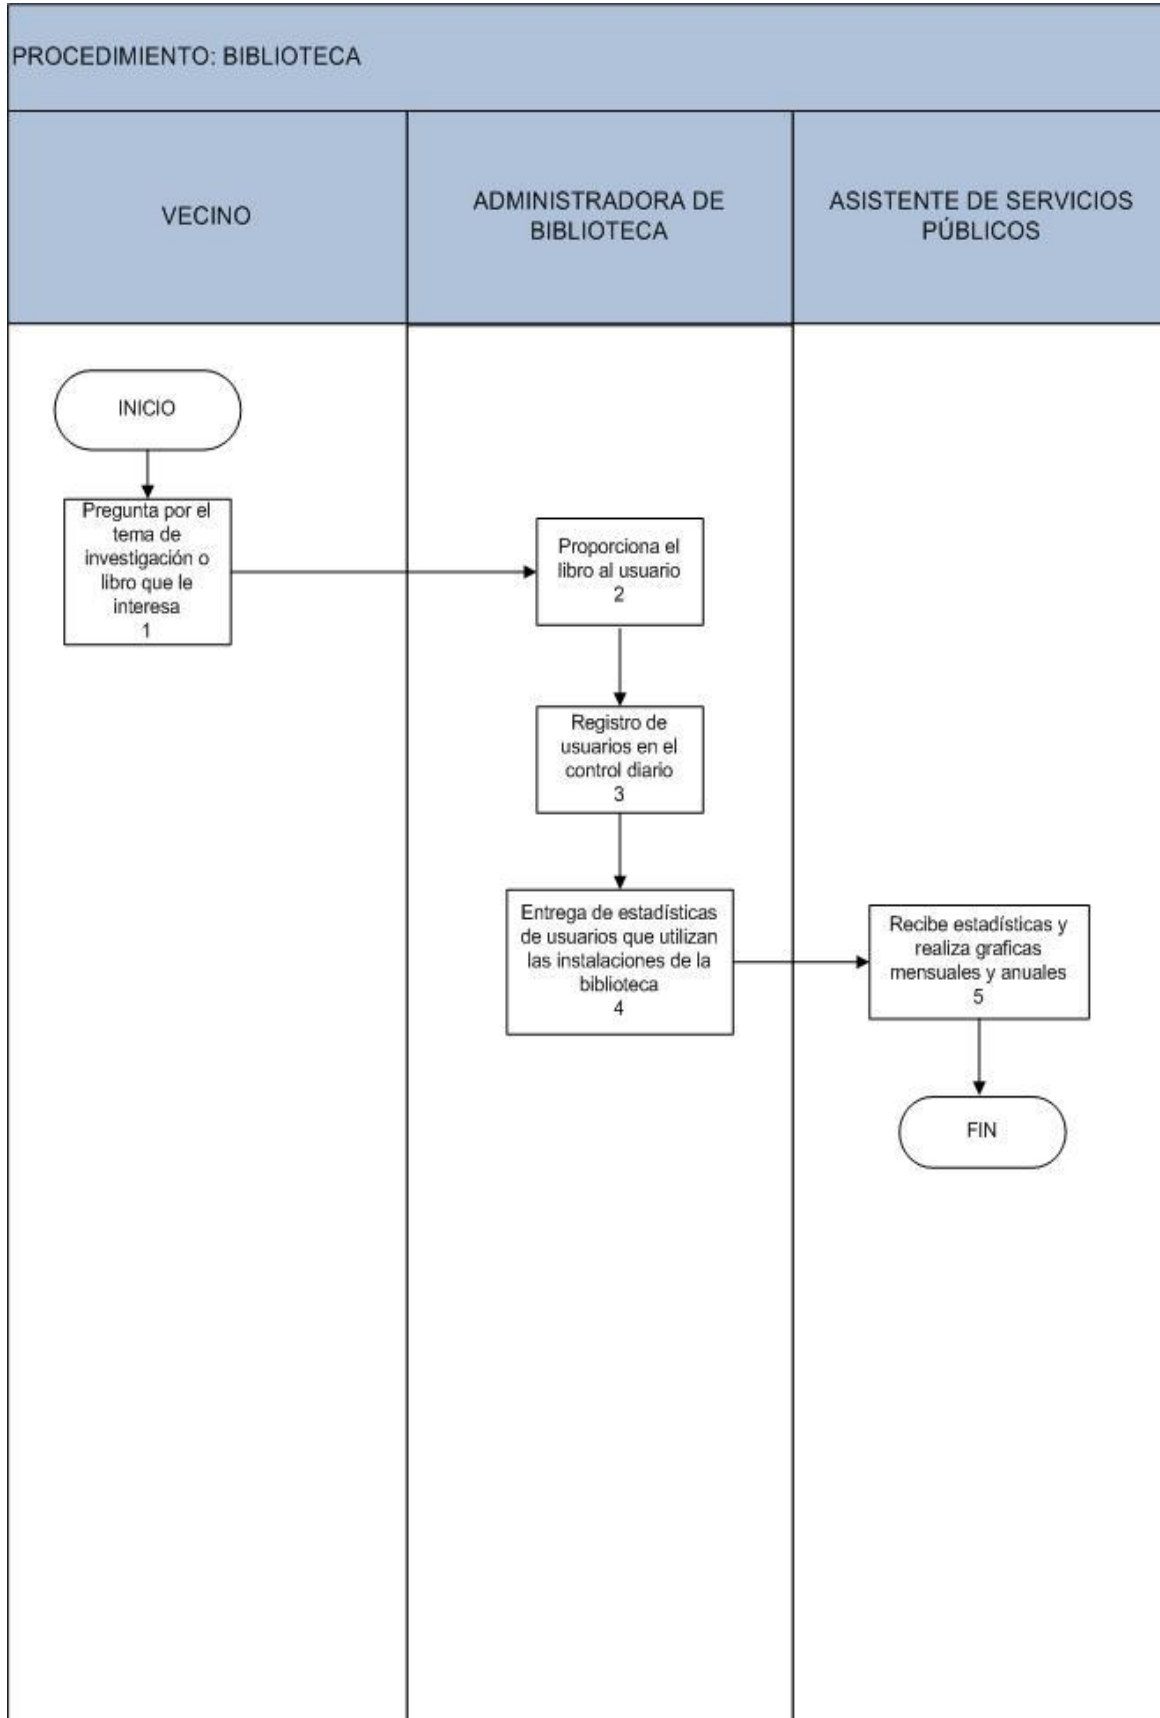 PROCEDIMIENTO: BIBLIOTECA
VECINO
ADMINISTRADORA DE
BIBLIOTECA
ASISTENTE DE SERVICIOS
PÚBLICOS
INICIO
Pregunta por el
tema de
investigación o
libro que le
interesa
1
Proporciona el
libro al usuario
2
Registro de
usuarios en el
control diario
3
Entrega de estadísticas
de usuarios que utilizan
las instalaciones de la
biblioteca
4
Recibe estadísticas y
realiza graficas
mensuales y anuales
5
FIN